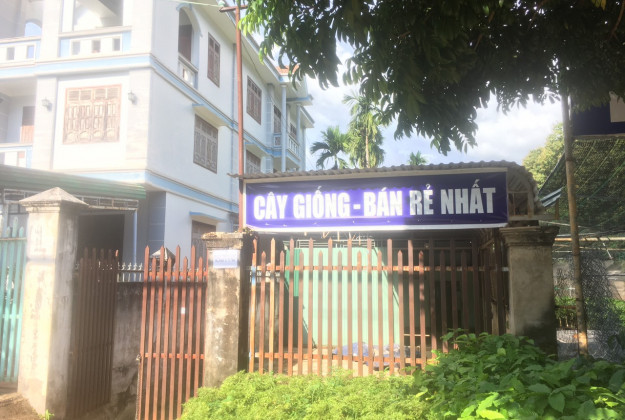 CÂY GIỐNG - BÁN RẺ NHẤT